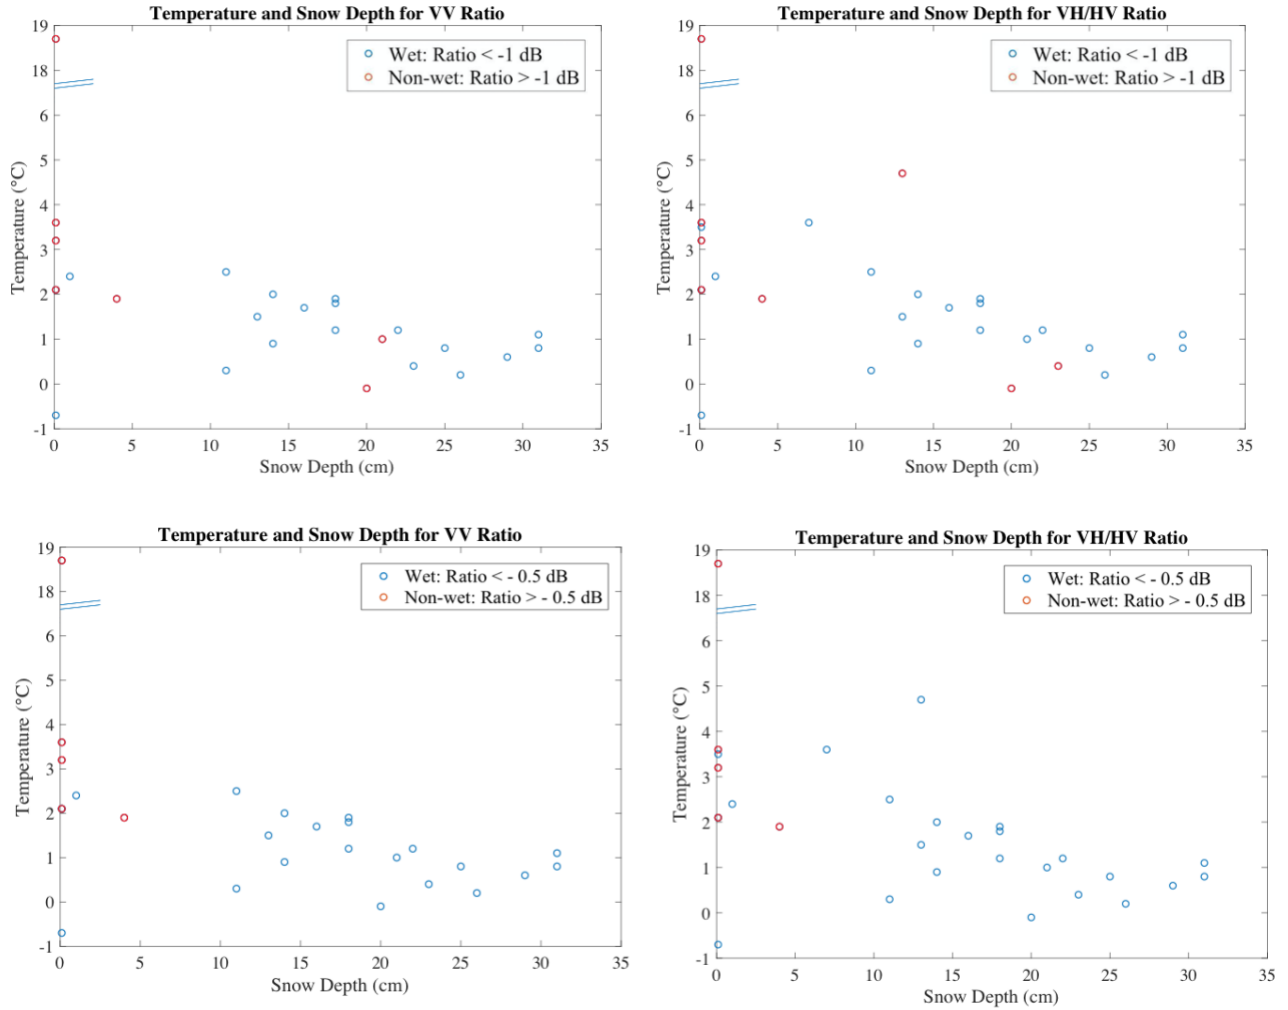 Temperature and Snow Depth for VV Ratio
Wet: Ratio < -1 dB
Non-wet: Ratio > -1 dB
19
18
6
5
4
3
2
1
0
-1
Temperature (°C)
0 5 10 15 20 25 30 35
Snow Depth (cm)
Temperature and Snow Depth for VH/HV Ratio
Wet: Ratio < -1 dB
Non-wet: Ratio > -1 dB
19
18
6
5
4
3
2
1
0
-1
Temperature (°C)
0 5 10 15 20 25 30 35
Snow Depth (cm)
Temperature and Snow Depth for VV Ratio
Wet: Ratio < - 0.5 dB
Non-wet: Ratio > - 0.5 dB
19
18
6
5
4
3
2
1
0
-1
Temperature (°C)
0 5 10 15 20 25 30 35
Snow Depth (cm)
Temperature and Snow Depth for VH/HV Ratio
Wet: Ratio < - 0.5 dB
Non-wet: Ratio > - 0.5 dB
19
18
6
5
4
3
2
1
0
-1
Temperature (°C)
0 5 10 15 20 25 30 35
Snow Depth (cm)